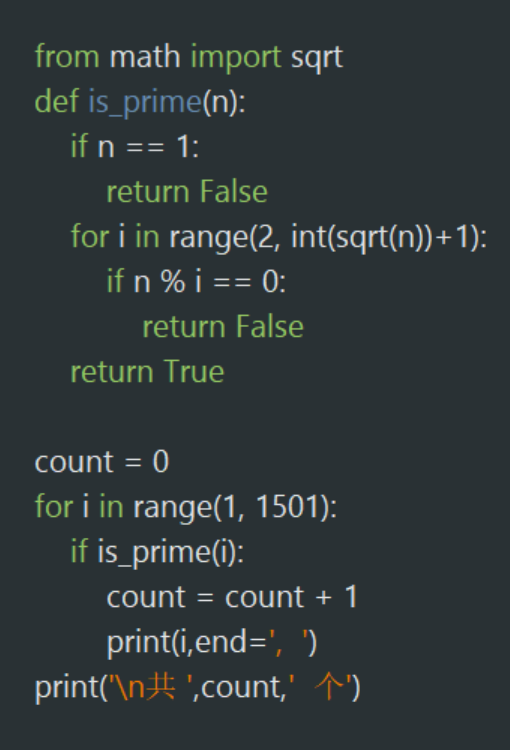 from math import sqrt
def is_prime(n):
    if n == 1:
        return False
    for i in range(2, int(sqrt(n))+1):
        if n % i == 0:
            return False
    return True

count = 0
for i in range(1, 1501):
    if is_prime(i):
        count = count + 1
        print(i,end=',  ')
print('\n共 ',count,'  个')